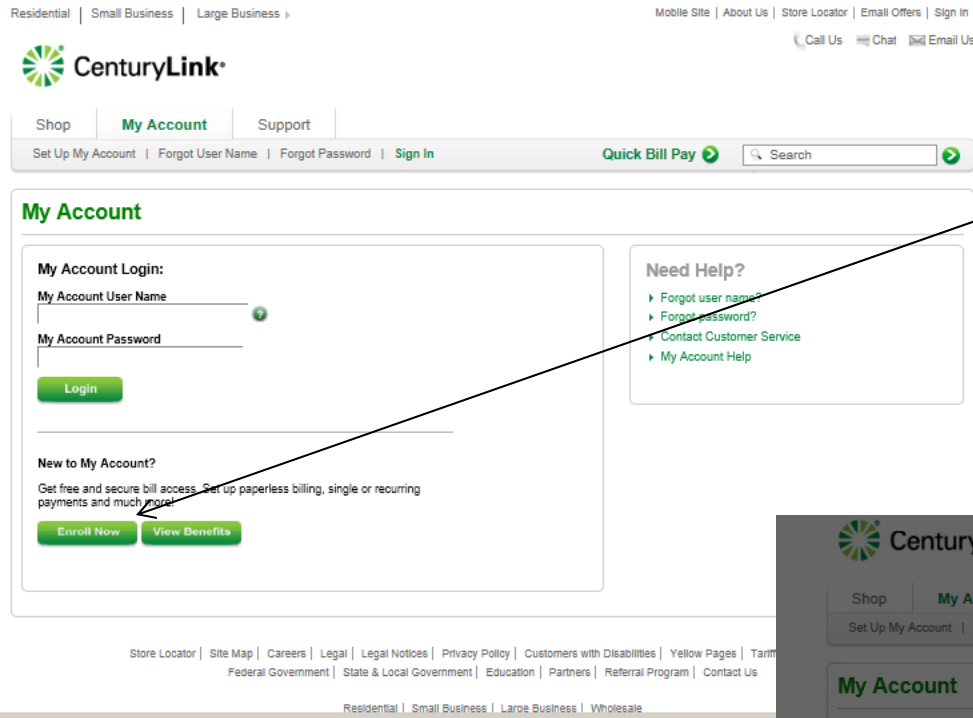 Residential | Small Business | Large Business
Mobile Site | About Us | Store Locator | Email Offers | Sign In
Call Us Chat Email Us
CenturyLink
Shop My Account Support
Set Up My Account | Forgot User Name | Forgot Password | Sign In
Quick Bill Pay Search
My Account
My Account Login:
My Account User Name
?
My Account Password
Login
New to My Account?
Get free and secure bill access. Set up paperless billing, single or recurring
payments and much more!
Enroll Now View Benefits
Need Help?
Forgot user name?
Forgot password?
Contact Customer Service
My Account Help
Store Locator | Site Map | Careers | Legal | Legal Notices | Privacy Policy | Customers with Disabilities | Yellow Pages | Tariff
Federal Government | State & Local Government | Education | Partners | Referral Program | Contact Us
Residential | Small Business | Large Business | Wholesale
Century
Shop My A
Set Up My Account |
My Account